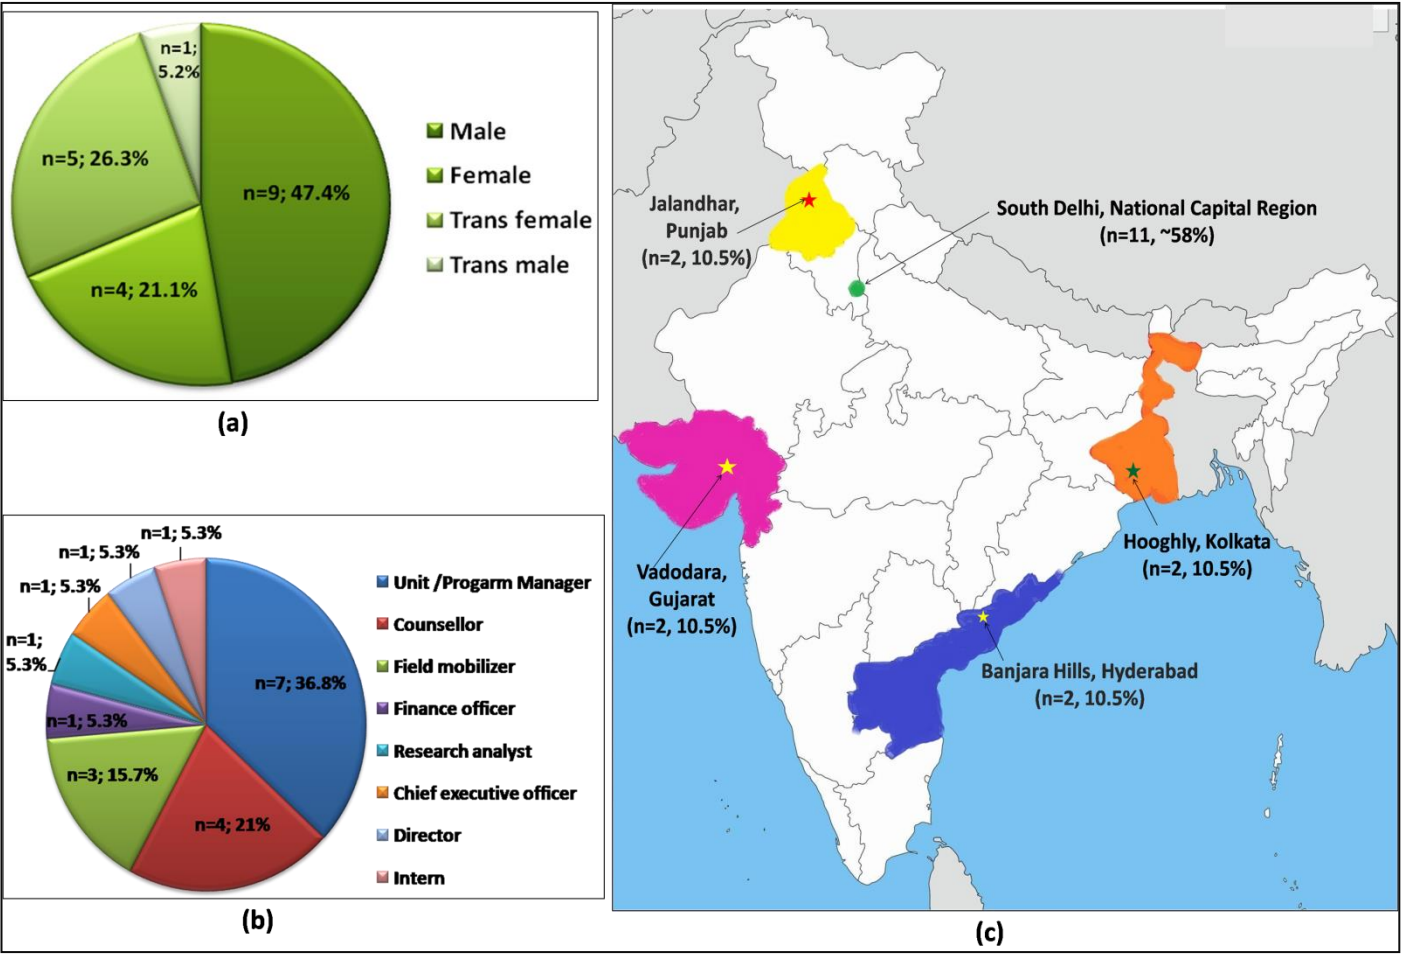 n=1;
5.2%
n=5; 26.3%
n=9; 47.4%
n=4; 21.1%
Male
Female
Trans female
Trans male
(a)
n=1; 5.3%
n=1; 5.3%
n=1; 5.3%
n=1;
5.3%
n=1; 5.3%
n=7; 36.8%
n=3; 15.7%
n=4; 21%
Unit /Progarm Manager
Counsellor
Field mobilizer
Finance officer
Research analyst
Chief executive officer
Director
Intern
(b)
Jalandhar,
Punjab
(n=2, 10.5%)
South Delhi, National Capital Region
(n=11, ~58%)
Vadodara,
Gujarat
(n=2, 10.5%)
Hooghly, Kolkata
(n=2, 10.5%)
Banjara Hills, Hyderabad
(n=2, 10.5%)
(c)